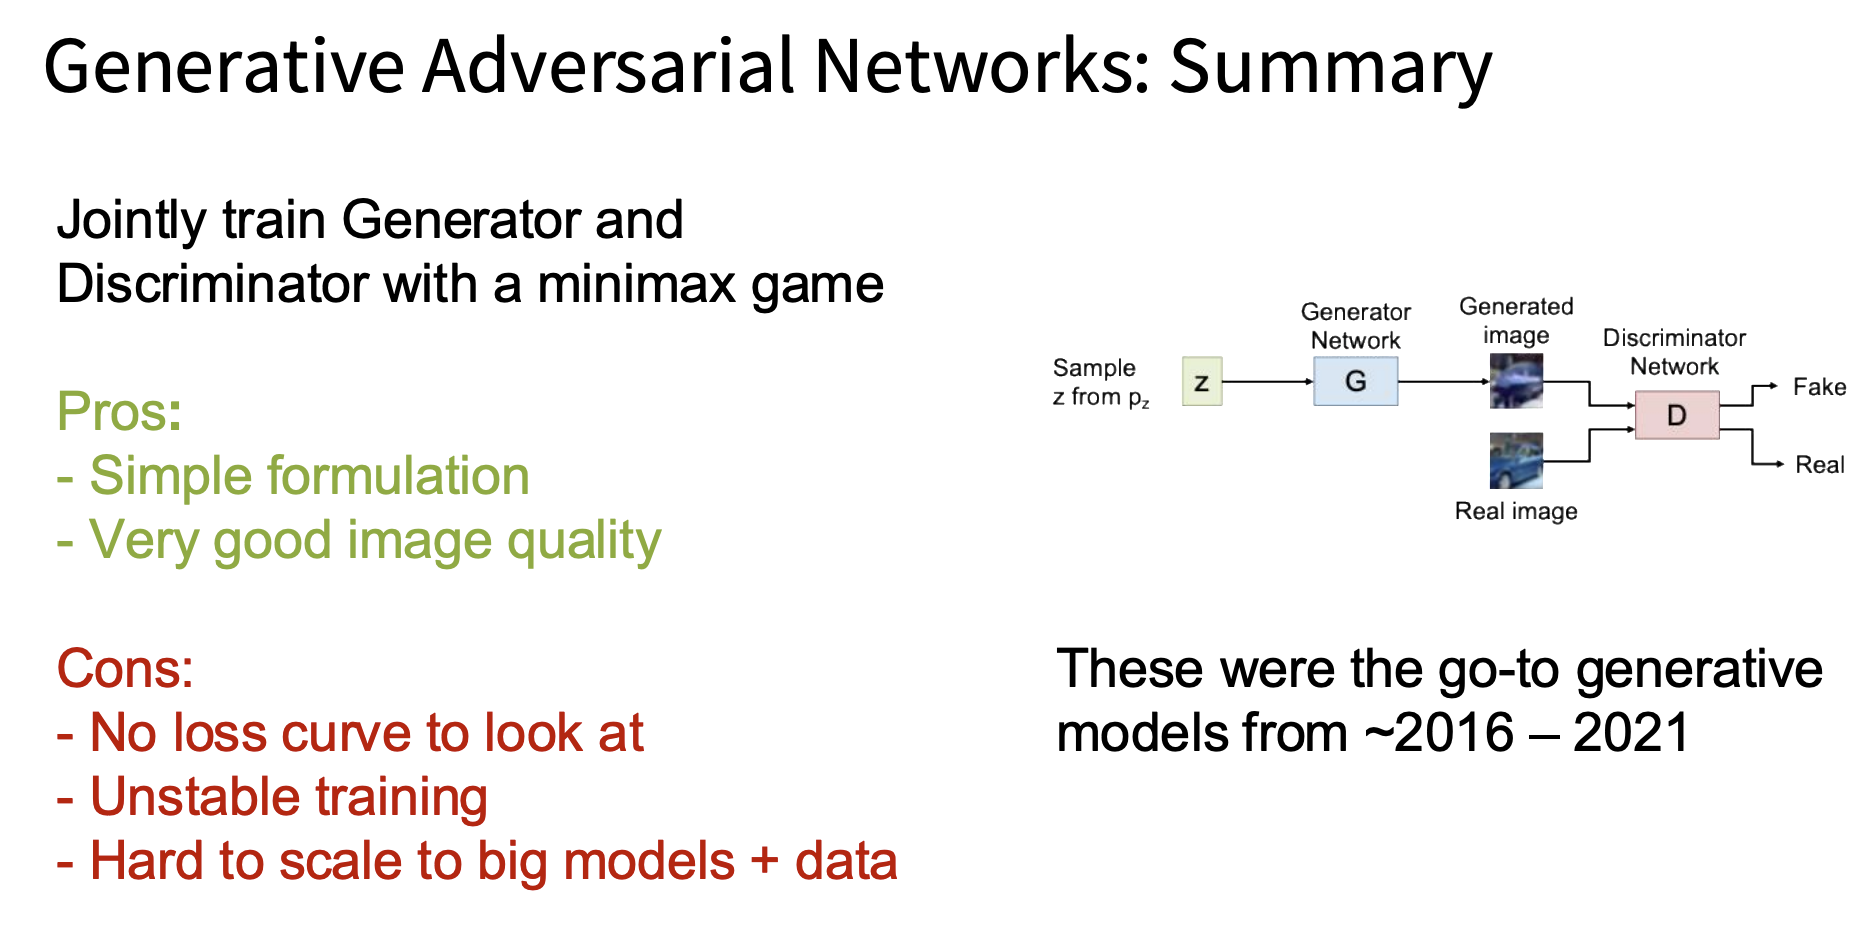 Generative Adversarial Networks: Summary
Jointly train Generator and
Discriminator with a minimax game
Pros:
- Simple formulation
- Very good image quality
Cons:
- No loss curve to look at
- Unstable training
- Hard to scale to big models + data
Sample
z from pz
z
Generator
Network
G
Generated
image
Real image
Discriminator
Network
D
Fake
Real
These were the go-to generative
models from ~2016 – 2021